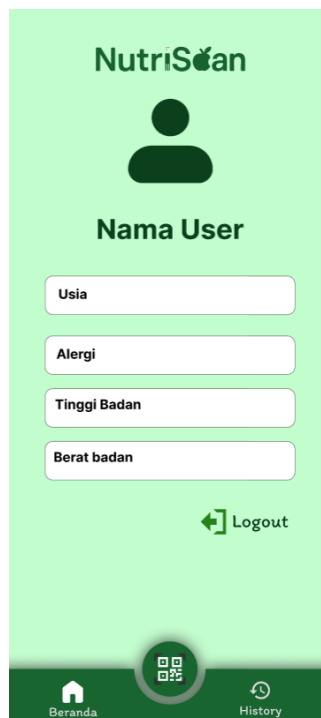 NutriScan
Nama User
Usia
Alergi
Tinggi Badan
Berat badan
Logout
Beranda
History